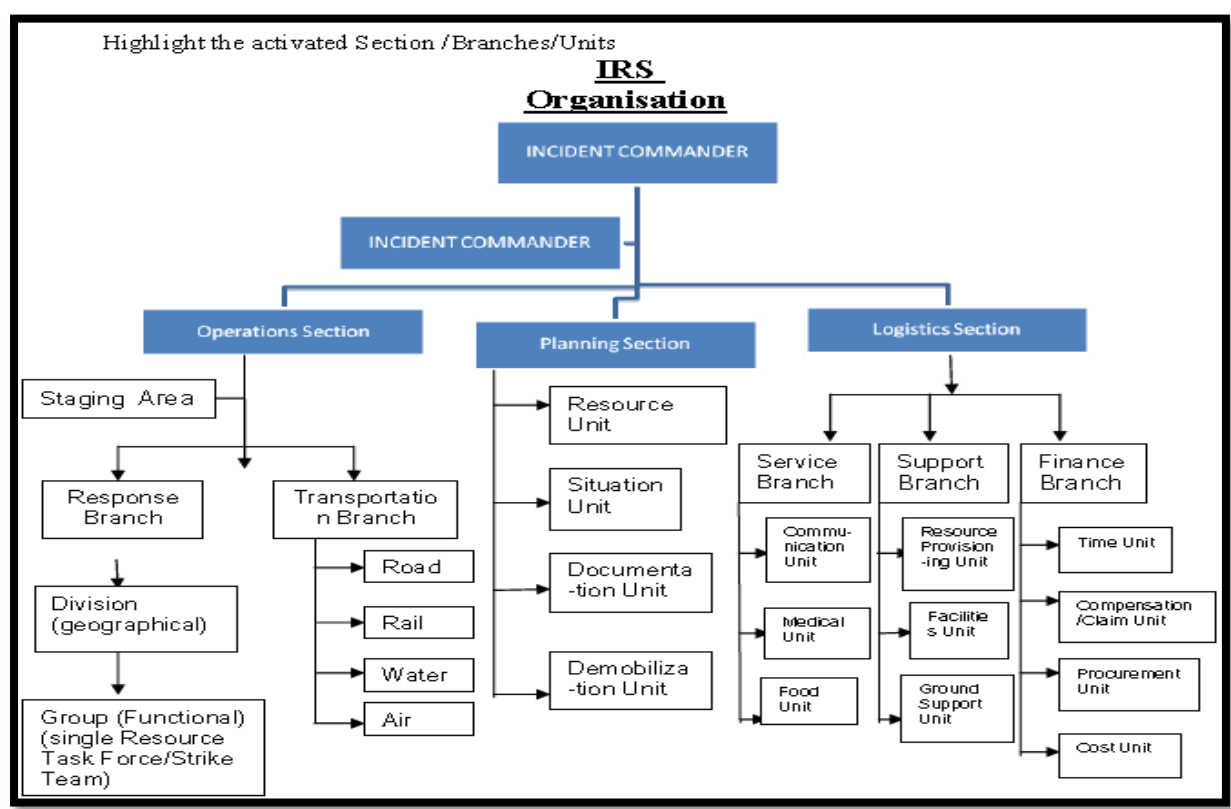 Highlight the activated Section /Branches/Units
IRS
Organisation
INCIDENT COMMANDER
INCIDENT COMMANDER
Operations Section
Planning Section
Logistics Section
Staging Area
Response
Branch
Transportatio
n Branch
Division
(geographical)
Group (Functional)
(single Resource
Task Force/Strike
Team)
Road
Rail
Water
Air
Resource
Unit
Situation
Unit
Documenta
-tion Unit
Demobiliza
-tion Unit
Service
Branch
Commu-
nication
Unit
Medical
Unit
Food
Unit
Support
Branch
Resource
Provision
-ing Unit
Facilitie
s Unit
Ground
Support
Unit
Finance
Branch
Time Unit
Compensation
/Claim Unit
Procurement
Unit
Cost Unit